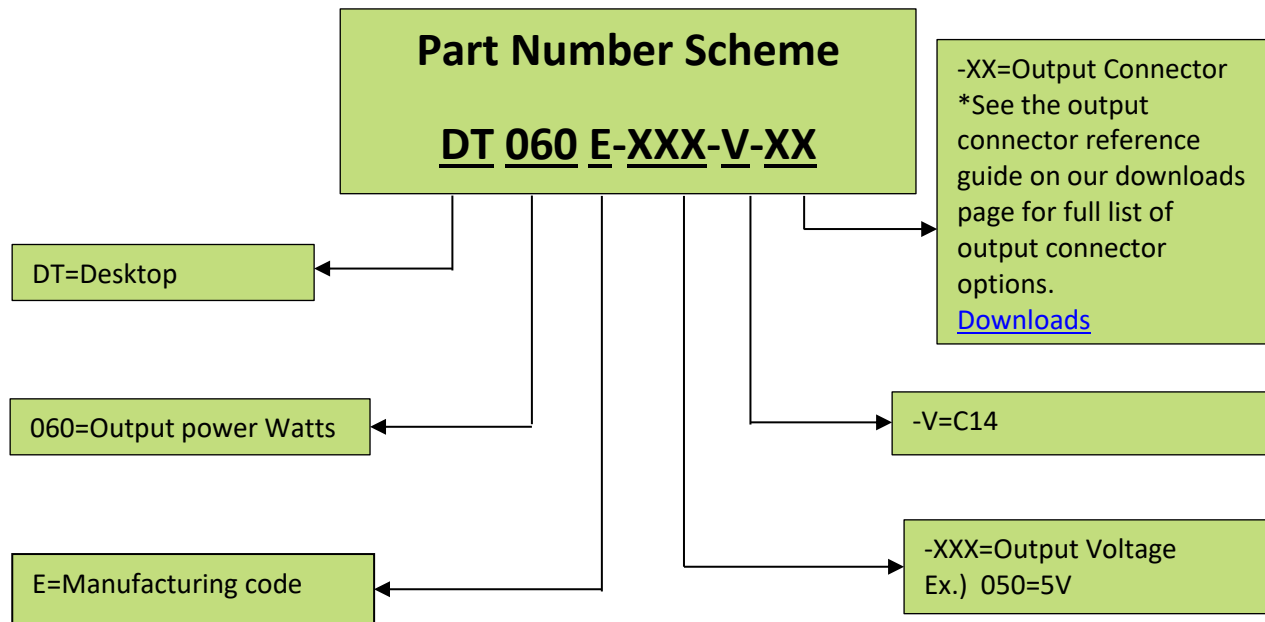 Part Number Scheme
DT 060 E-XXX-V-XX
-XX=Output Connector
*See the output
connector reference
guide on our downloads
page for full list of
output connector
options.
Downloads
DT=Desktop
060=Output power Watts
-V=C14
E=Manufacturing code
-XXX=Output Voltage
Ex.) 050=5V